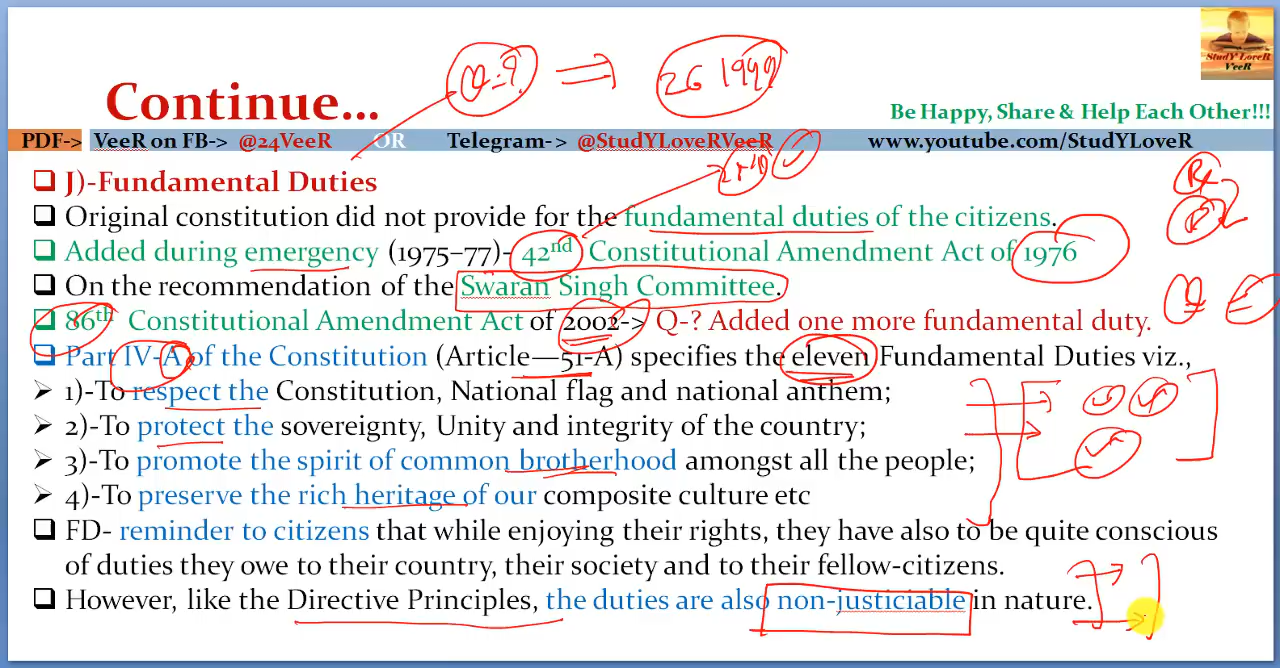 StudY LoveR
VeeR
Q-?
Continue...
Be Happy, Share & Help Each Other!!!
PDF-> VeeR on FB-> @24VeeR OR Telegram-> @StudYLoveRVeeR www.youtube.com/StudYLoveR
J)-Fundamental Duties
Original constitution did not provide for the fundamental duties of the citizens.
Added during emergency (1975–77)- 42nd Constitutional Amendment Act of 1976
On the recommendation of the Swaran Singh Committee.
86th Constitutional Amendment Act of 2002-> Q-? Added one more fundamental duty.
Part IV-A of the Constitution (Article—51-A) specifies the eleven Fundamental Duties viz.,
1)-To respect the Constitution, National flag and national anthem;
2)-To protect the sovereignty, Unity and integrity of the country;
3)-To promote the spirit of common brotherhood amongst all the people;
4)-To preserve the rich heritage of our composite culture etc
FD- reminder to citizens that while enjoying their rights, they have also to be quite conscious
of duties they owe to their country, their society and to their fellow-citizens.
However, like the Directive Principles, the duties are also non-justiciable in nature.